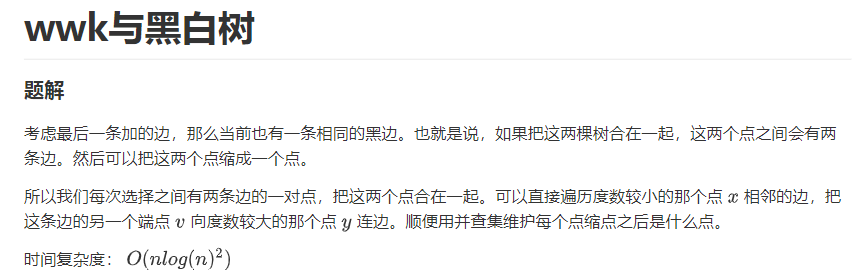 wwk与黑白树
题解
考虑最后一条加的边，那么当前也有一条相同的黑边。也就是说，如果把这两棵树合在一起，这两个点之间会有两
条边。然后可以把这两个点缩成一个点。
所以我们每次选择之间有两条边的一对点，把这两个点合在一起。可以直接遍历度数较小的那个点 x 相邻的边，把
这条边的另一个端点 v 向度数较大的那个点 y 连边。顺便用并查集维护每个点缩点之后是什么点。
时间复杂度： O(nlog(n)²)